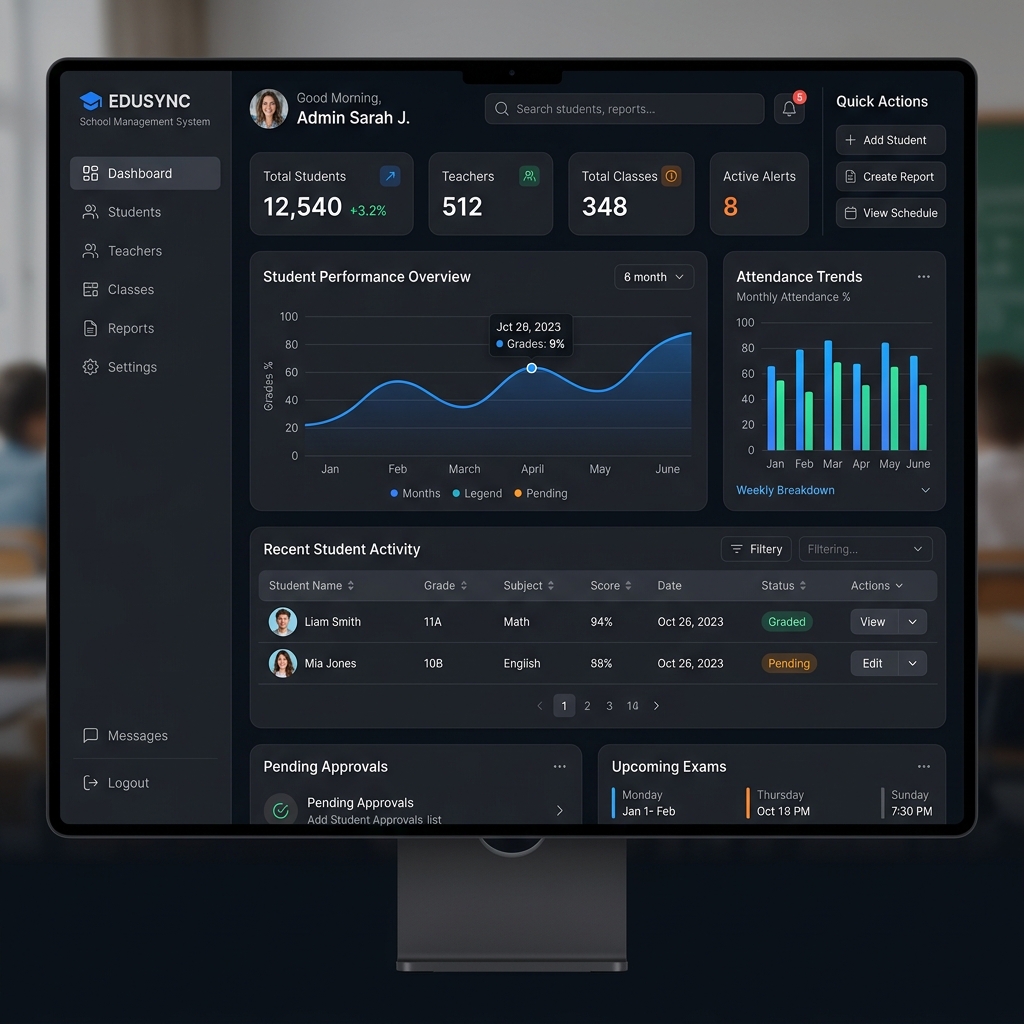 EDUSYNC
School Management System
Dashboard
Students
Teachers
Classes
Reports
Settings
Messages
Logout
Good Morning,
Admin Sarah J.
Search students, reports...
5
Quick Actions
Add Student
Create Report
View Schedule
Total Students
12,540 +3.2%
Teachers
512
Total Classes
348
Active Alerts
8
Student Performance Overview
6 month
Grades %
100
80
60
40
20
0
Jct 26, 2023
Grades: 9%
Jan Feb March April May June
Months Legend Pending
Attendance Trends
Monthly Attendance %
100
80
60
40
20
0
Jan Feb Mar Apr May June
Weekly Breakdown
Recent Student Activity
Filtery
Fltering...
Student Name Grade Subject Score Date Status Actions
Liam Smith 11A Math 94% Oct 26, 2023 Graded View
Mia Jones 10B English 88% Oct 26, 2023 Pending Edit
1 2 3 14
Pending Approvals
Pending Approvals
Add Student Approvals list
Upcoming Exams
Monday
Jan 1- Feb
Thursday
Oct 18 PM
Sunday
7:30 PM